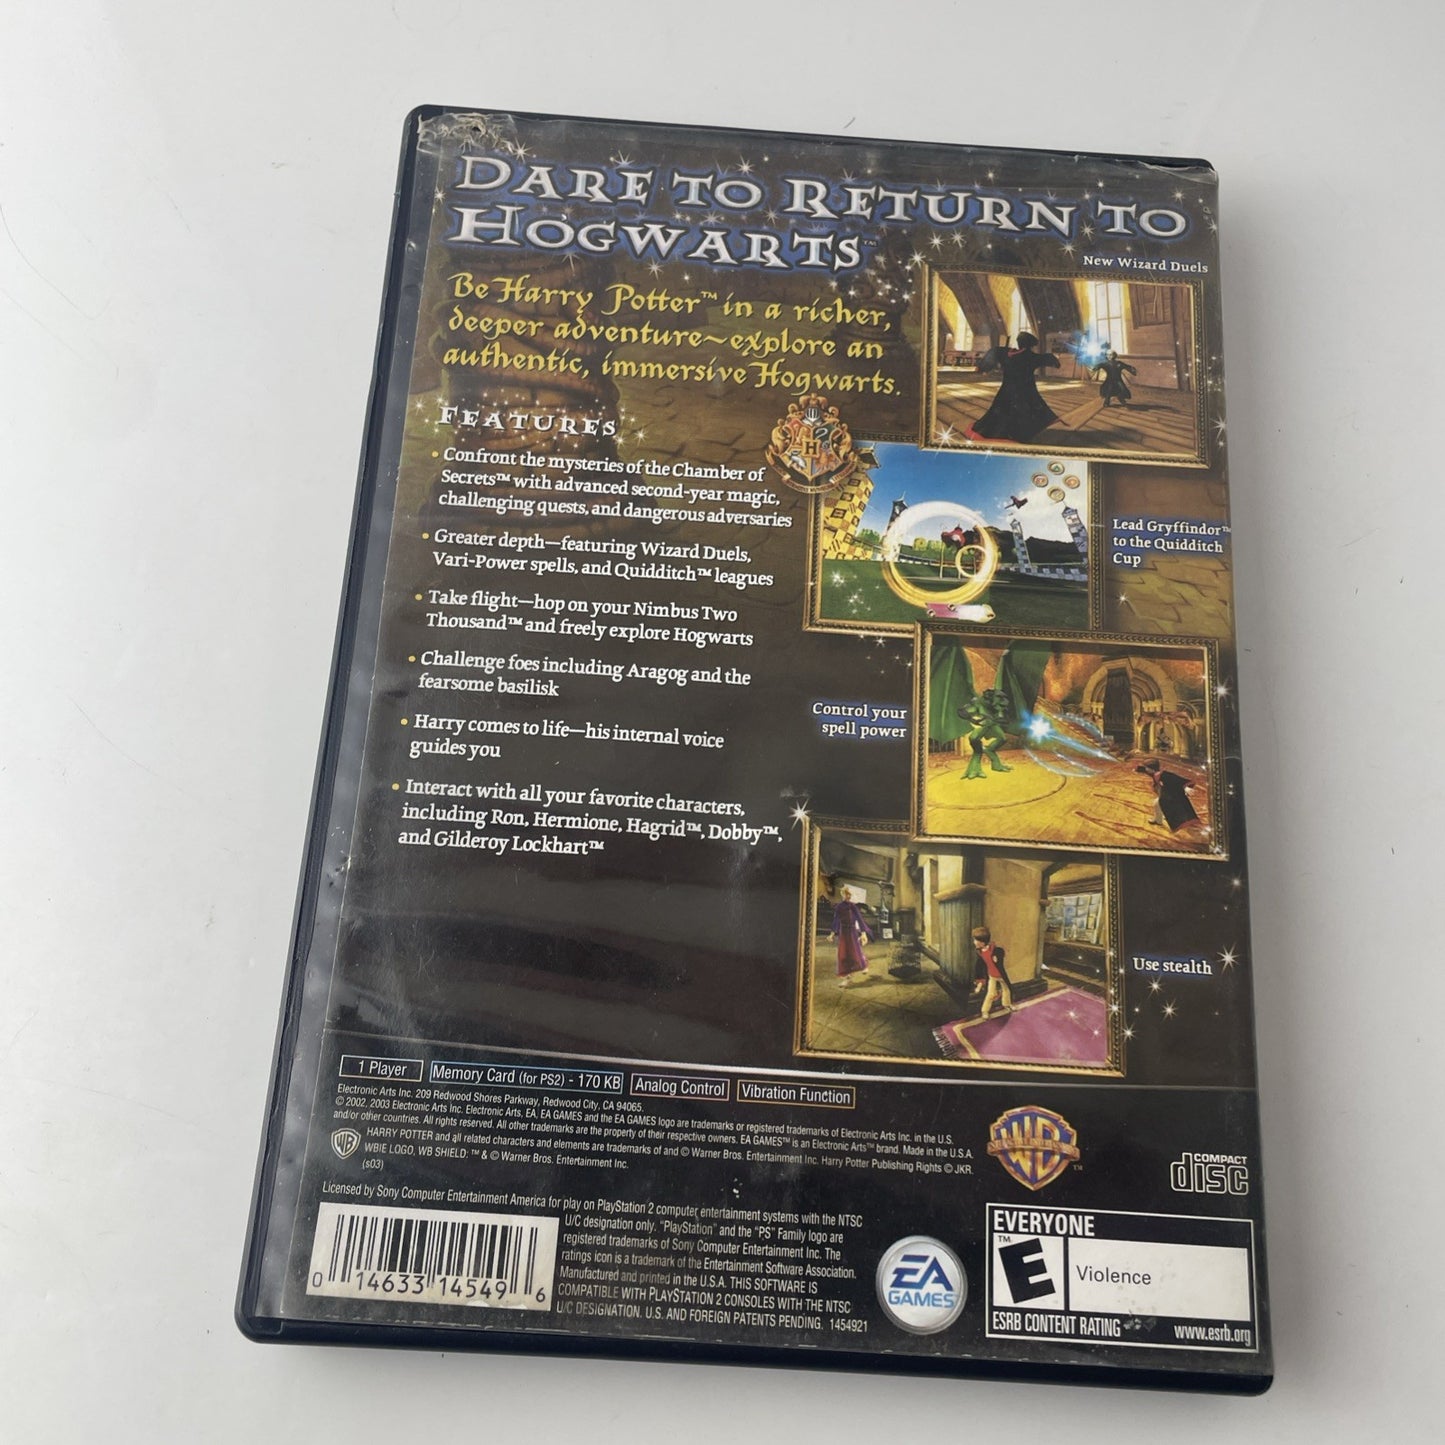 DARE TO RETURN TO
HOGWARTS™
New Wizard Duels
Be Harry Potter™ in a richer,
deeper adventure~explore an
authentic, immersive Hogwarts.
FEATURES
• Confront the mysteries of the Chamber of
Secrets™ with advanced second-year magic,
challenging quests, and dangerous adversaries
• Greater depth—featuring Wizard Duels,
Vari-Power spells, and Quidditch™ leagues
• Take flight—hop on your Nimbus Two
Thousand™ and freely explore Hogwarts
• Challenge foes including Aragog and the
fearsome basilisk
• Harry comes to life—his internal voice
guides you
• Interact with all your favorite characters,
including Ron, Hermione, Hagrid™, Dobby™,
and Gilderoy Lockhart™
Lead Gryffindor™
to the Quidditch
Cup
Control your
spell power
Use stealth
1 Player
Memory Card (for PS2) - 170 KB
Analog Control
Vibration Function
Electronic Arts Inc. 209 Redwood Shores Parkway, Redwood City, CA 94065.
© 2002, 2003 Electronic Arts Inc. Electronic Arts, EA, EA GAMES and the EA GAMES logo are trademarks or registered trademarks of Electronic Arts Inc. in the U.S.
and/or other countries. All rights reserved. All other trademarks are the property of their respective owners. EA GAMES™ is an Electronic Arts™ brand. Made in the U.S.A.
WB
HARRY POTTER and all related characters and elements are trademarks of and © Warner Bros. Entertainment Inc. Harry Potter Publishing Rights © JKR.
WBIE LOGO, WB SHIELD: ™ & © Warner Bros. Entertainment Inc.
(s03)
WB
COMPACT
disc
Licensed by Sony Computer Entertainment America for play on PlayStation 2 computer entertainment systems with the NTSC
U/C designation only. "PlayStation" and the "PS" Family logo are
registered trademarks of Sony Computer Entertainment Inc. The
ratings icon is a trademark of the Entertainment Software Association.
Manufactured and printed in the U.S.A. THIS SOFTWARE IS
COMPATIBLE WITH PLAYSTATION 2 CONSOLES WITH THE NTSC
U/C DESIGNATION. U.S. AND FOREIGN PATENTS PENDING. 1454921
0 14633 14549 6
EA
GAMES™
EVERYONE
™
E
Violence
ESRB CONTENT RATING
www.esrb.org